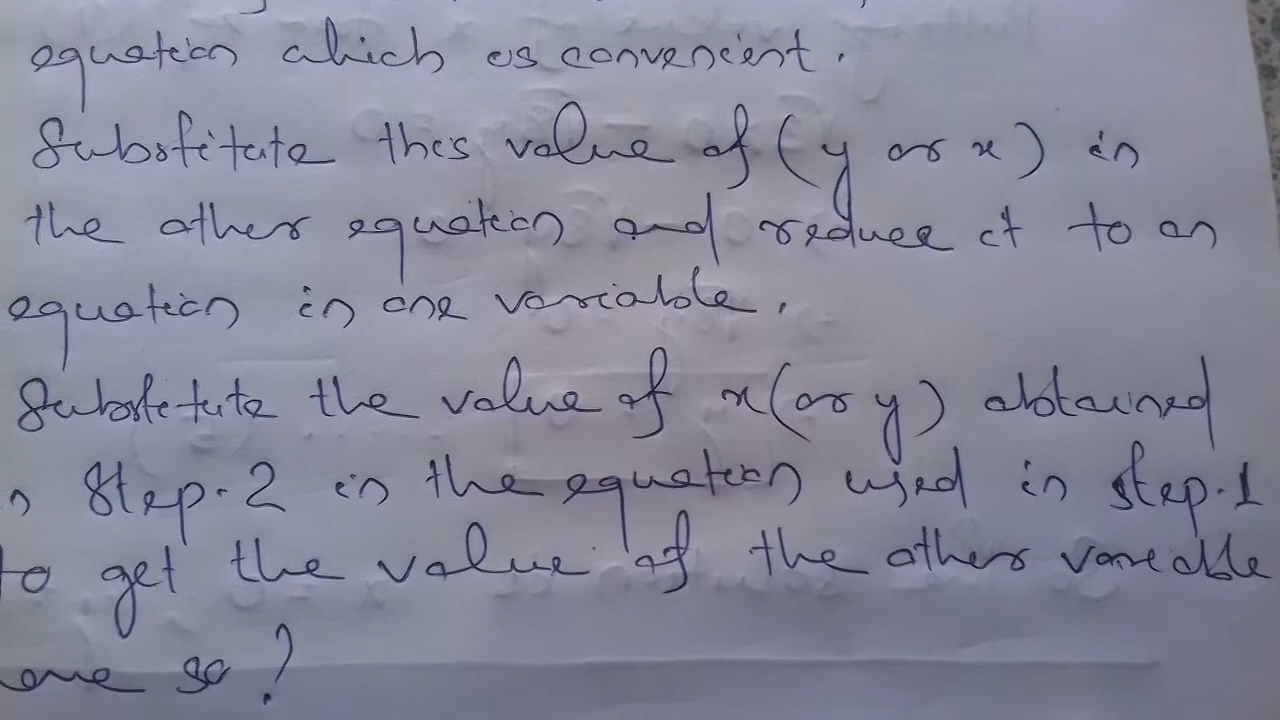 equation which is convenient.
Substitute this value of (y or x) in
the other equation and reduce it to an
equation in one variable.
Substitute the value of x (or y) obtained
Step-2 in the equation used in step-1
to get the value of the other variable
so?